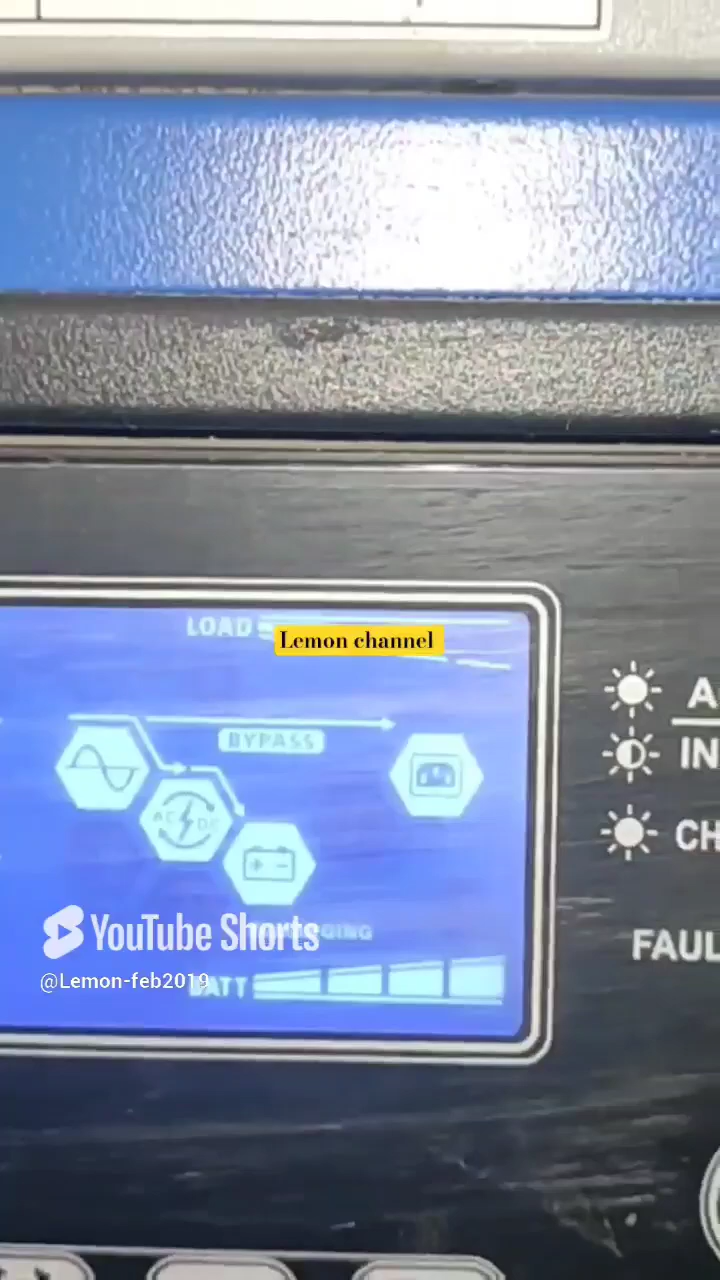 LOAD
Lemon channel
BYPASS
AC DC
A
IN
CH
FAUL
YouTube Shorts
@Lemon-feb2019
BATT